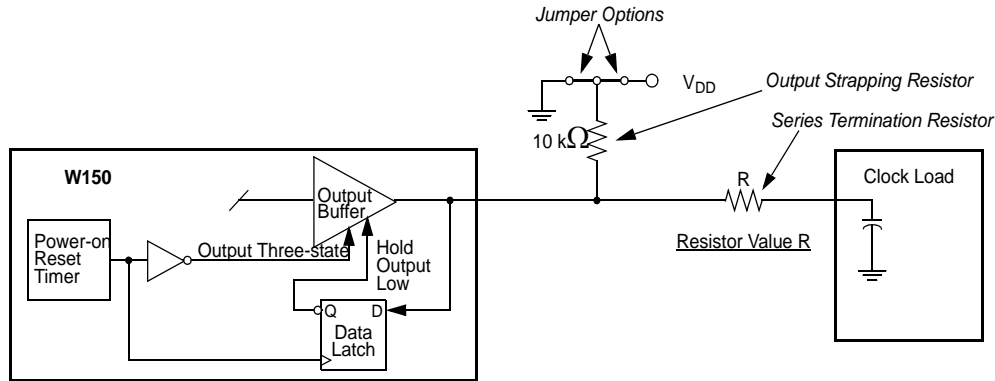 Jumper Options
V_DD
Output Strapping Resistor
10 kΩ
Series Termination Resistor
W150
Output
Buffer
R
Clock Load
Power-on
Reset
Timer
Output Three-state
Hold
Output
Low
Resistor Value R
Q D
Data
Latch